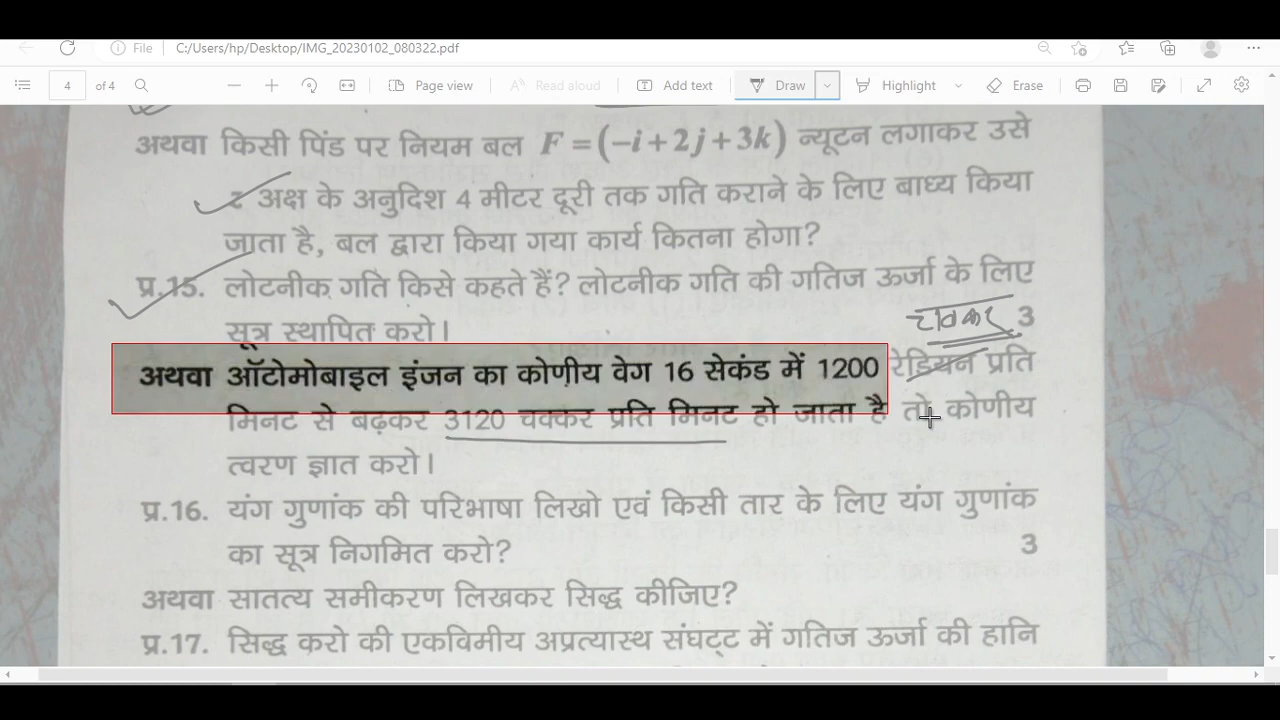 File C:/Users/hp/Desktop/IMG_20230102_080322.pdf
4 of 4 Page view Read aloud Add text Draw Highlight Erase
अथवा किसी पिंड पर नियम बल F = (-i + 2j + 3k) न्यूटन लगाकर उसे
z अक्ष के अनुदिश 4 मीटर दूरी तक गति कराने के लिए बाध्य किया
जाता है, बल द्वारा किया गया कार्य कितना होगा?
प्र.15. लोटनीक गति किसे कहते हैं? लोटनीक गति की गतिज ऊर्जा के लिए
सूत्र स्थापित करो। 3
चक्कर
अथवा ऑटोमोबाइल इंजन का कोणीय वेग 16 सेकंड में 1200 रेडियन प्रति
मिनट से बढ़कर 3120 चक्कर प्रति मिनट हो जाता है तो कोणीय
त्वरण ज्ञात करो।
प्र.16. यंग गुणांक की परिभाषा लिखो एवं किसी तार के लिए यंग गुणांक
का सूत्र निगमित करो? 3
अथवा सातत्य समीकरण लिखकर सिद्ध कीजिए?
प्र.17. सिद्ध करो की एकविमीय अप्रत्यास्थ संघट्ट में गतिज ऊर्जा की हानि